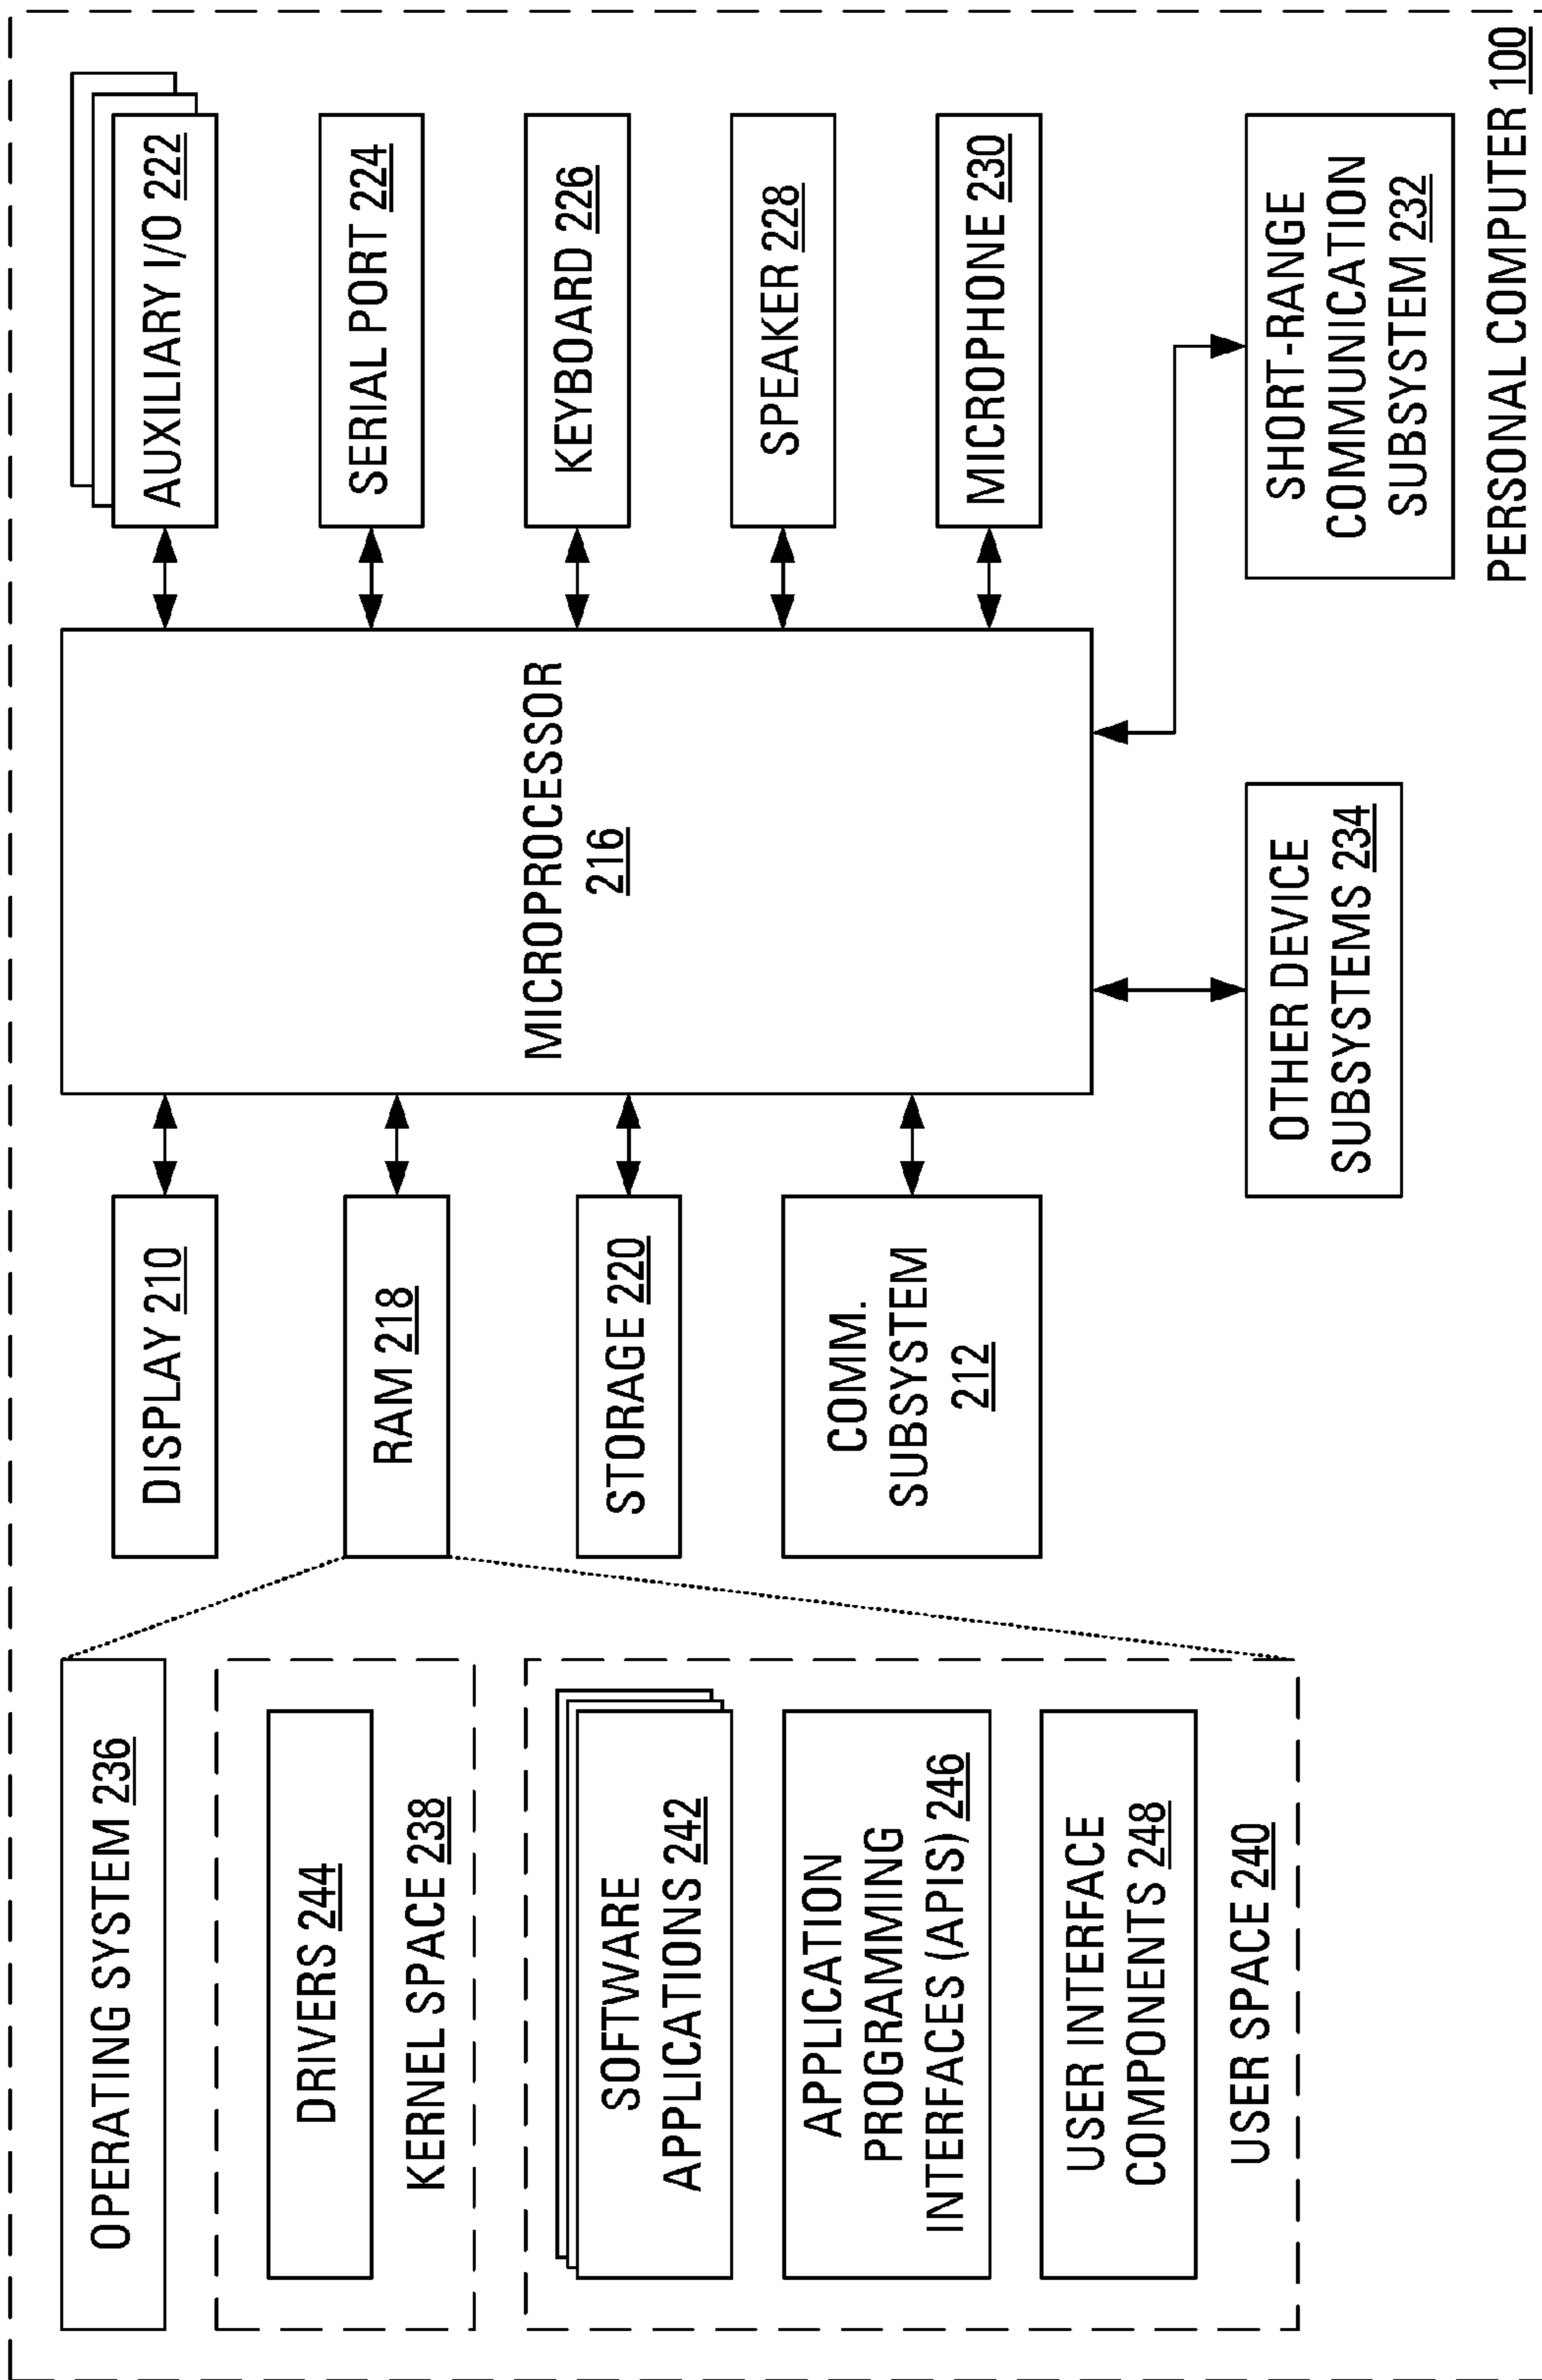 OPERATING SYSTEM 236
DRIVERS 244
KERNEL SPACE 238
SOFTWARE
APPLICATIONS 242
APPLICATION
PROGRAMMING
INTERFACES (APIS) 246
USER INTERFACE
COMPONENTS 248
USER SPACE 240
DISPLAY 210
RAM 218
STORAGE 220
COMM.
SUBSYSTEM
212
MICROPROCESSOR
216
OTHER DEVICE
SUBSYSTEMS 234
AUXILIARY I/O 222
SERIAL PORT 224
KEYBOARD 226
SPEAKER 228
MICROPHONE 230
SHORT-RANGE
COMMUNICATION
SUBSYSTEM 232
PERSONAL COMPUTER 100